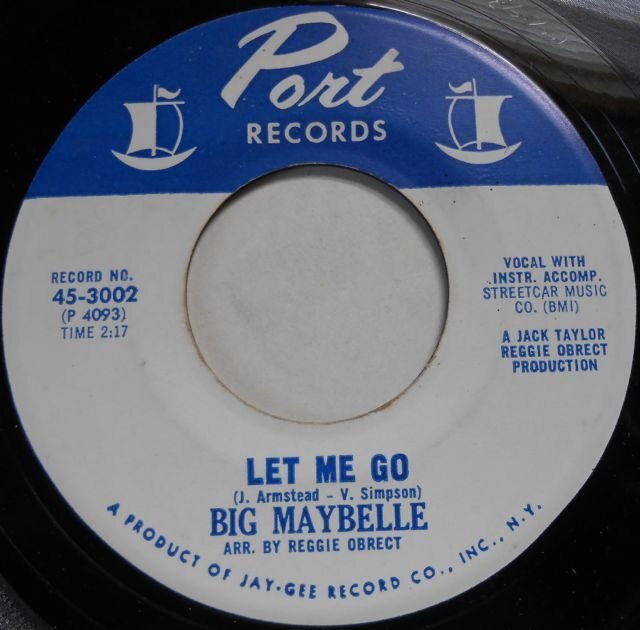 Port
RECORDS
RECORD NO.
45-3002
(P 4093)
TIME 2:17
VOCAL WITH
INSTR. ACCOMP.
STREETCAR MUSIC
CO. (BMI)
A JACK TAYLOR
REGGIE OBRECT
PRODUCTION
LET ME GO
(J. Armstead - V. Simpson)
BIG MAYBELLE
ARR. BY REGGIE OBRECT
A PRODUCT OF JAY-GEE RECORD CO., INC., N.Y.